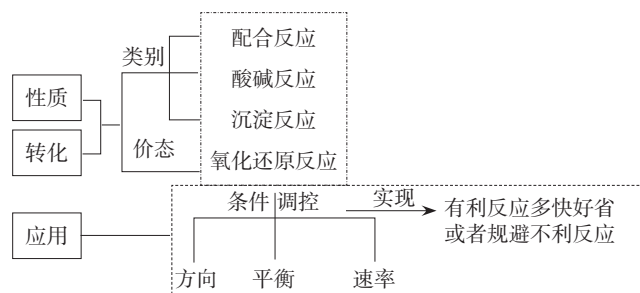 配合反应
类别
酸碱反应
性质
沉淀反应
转化
价态
氧化还原反应
条件 调控
实现
有利反应多快好省
或者规避不利反应
应用
方向 平衡 速率